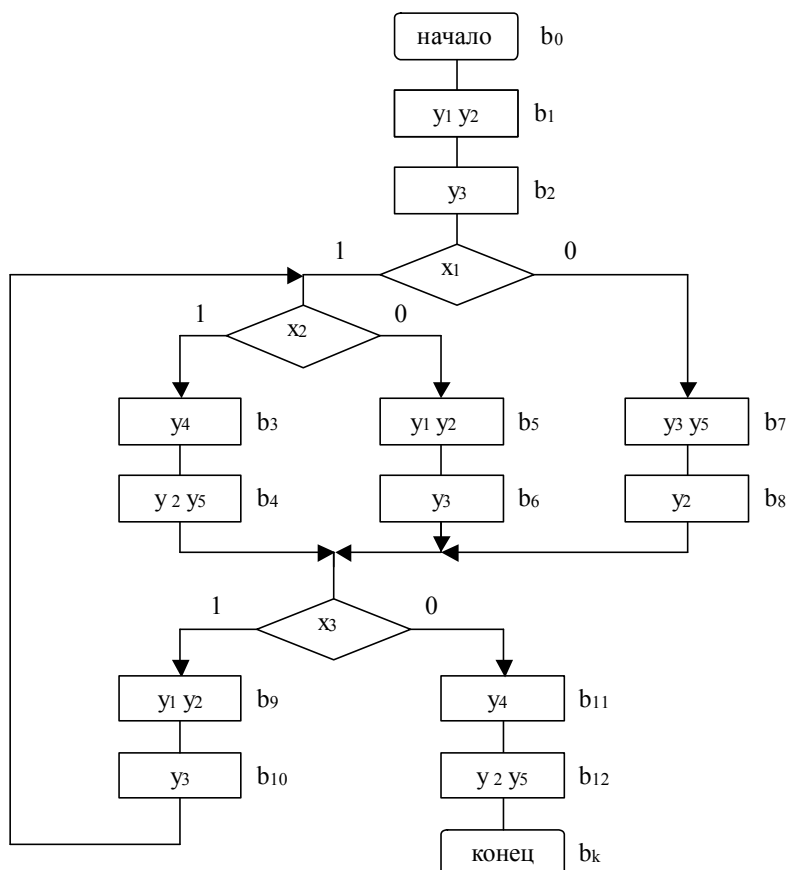 начало b0
y1 y2 b1
y3 b2
1 x1 0
1 x2 0
y4 b3 y1 y2 b5 y3 y5 b7
y 2 y5 b4 y3 b6 y2 b8
1 x3 0
y1 y2 b9 y4 b11
y3 b10 y 2 y5 b12
конец bk